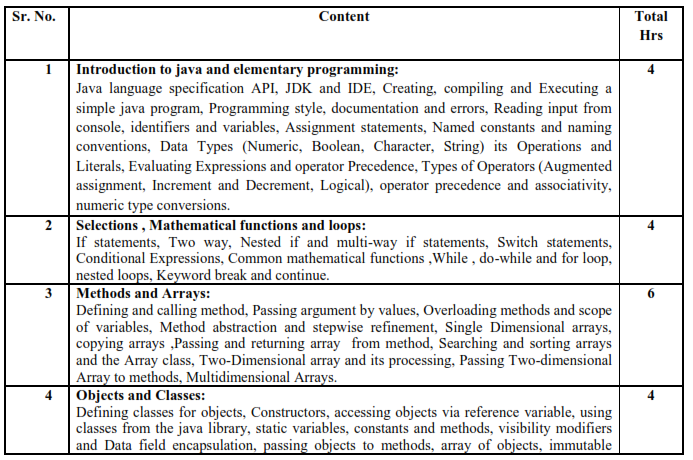 Sr. No. Content Total
Hrs
1 Introduction to java and elementary programming: 4
Java language specification API, JDK and IDE, Creating, compiling and Executing a
simple java program, Programming style, documentation and errors, Reading input from
console, identifiers and variables, Assignment statements, Named constants and naming
conventions, Data Types (Numeric, Boolean, Character, String) its Operations and
Literals, Evaluating Expressions and operator Precedence, Types of Operators (Augmented
assignment, Increment and Decrement, Logical), operator precedence and associativity,
numeric type conversions.
2 Selections , Mathematical functions and loops: 4
If statements, Two way, Nested if and multi-way if statements, Switch statements,
Conditional Expressions, Common mathematical functions ,While , do-while and for loop,
nested loops, Keyword break and continue.
3 Methods and Arrays: 6
Defining and calling method, Passing argument by values, Overloading methods and scope
of variables, Method abstraction and stepwise refinement, Single Dimensional arrays,
copying arrays ,Passing and returning array from method, Searching and sorting arrays
and the Array class, Two-Dimensional array and its processing, Passing Two-dimensional
Array to methods, Multidimensional Arrays.
4 Objects and Classes: 4
Defining classes for objects, Constructors, accessing objects via reference variable, using
classes from the java library, static variables, constants and methods, visibility modifiers
and Data field encapsulation, passing objects to methods, array of objects, immutable